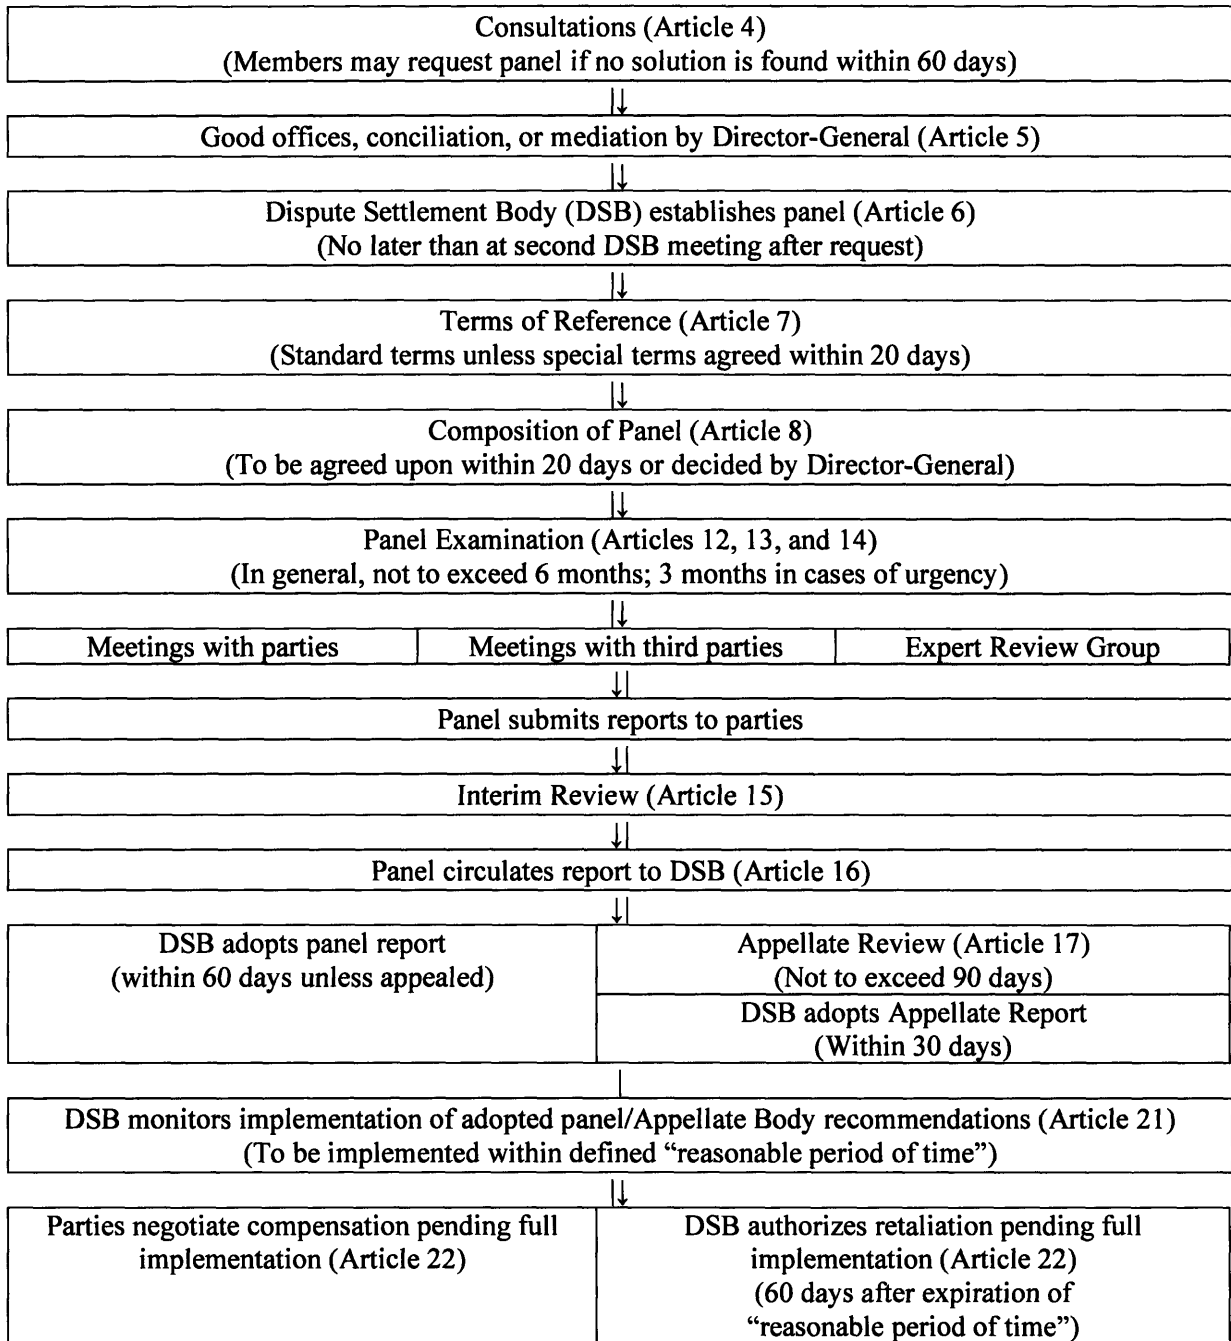 Consultations (Article 4)
(Members may request panel if no solution is found within 60 days)
Good offices, conciliation, or mediation by Director-General (Article 5)
Dispute Settlement Body (DSB) establishes panel (Article 6)
(No later than at second DSB meeting after request)
Terms of Reference (Article 7)
(Standard terms unless special terms agreed within 20 days)
Composition of Panel (Article 8)
(To be agreed upon within 20 days or decided by Director-General)
Panel Examination (Articles 12, 13, and 14)
(In general, not to exceed 6 months; 3 months in cases of urgency)
Meetings with parties
Meetings with third parties
Expert Review Group
Panel submits reports to parties
Interim Review (Article 15)
Panel circulates report to DSB (Article 16)
DSB adopts panel report
(within 60 days unless appealed)
Appellate Review (Article 17)
(Not to exceed 90 days)
DSB adopts Appellate Report
(Within 30 days)
DSB monitors implementation of adopted panel/Appellate Body recommendations (Article 21)
(To be implemented within defined “reasonable period of time”)
Parties negotiate compensation pending full
implementation (Article 22)
DSB authorizes retaliation pending full
implementation (Article 22)
(60 days after expiration of
“reasonable period of time”)